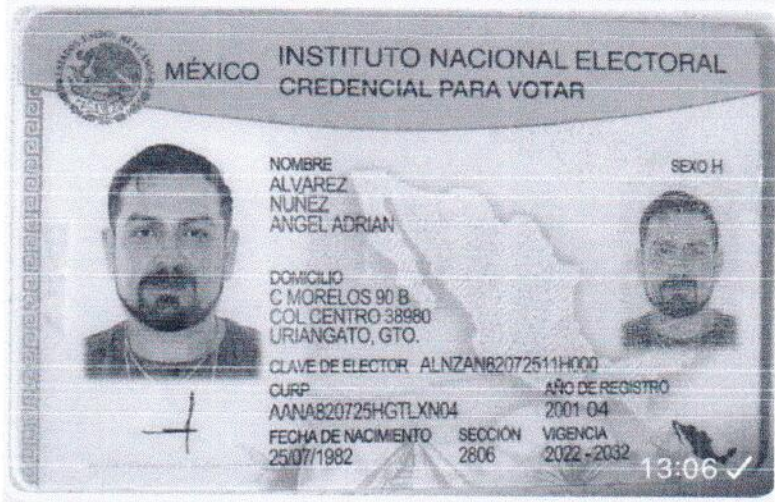 MÉXICO
INSTITUTO NACIONAL ELECTORAL
CREDENCIAL PARA VOTAR
NOMBRE
ALVAREZ
NUÑEZ
ANGEL ADRIAN
SEXO H
DOMICILIO
C MORELOS 90 B
COL CENTRO 38980
URIANGATO, GTO.
CLAVE DE ELECTOR ALNZAN82072511H000
CURP
AANA820725HGTLXN04
AÑO DE REGISTRO
2001 04
FECHA DE NACIMIENTO
25/07/1982
SECCIÓN
2806
VIGENCIA
2022 - 2032
13:06